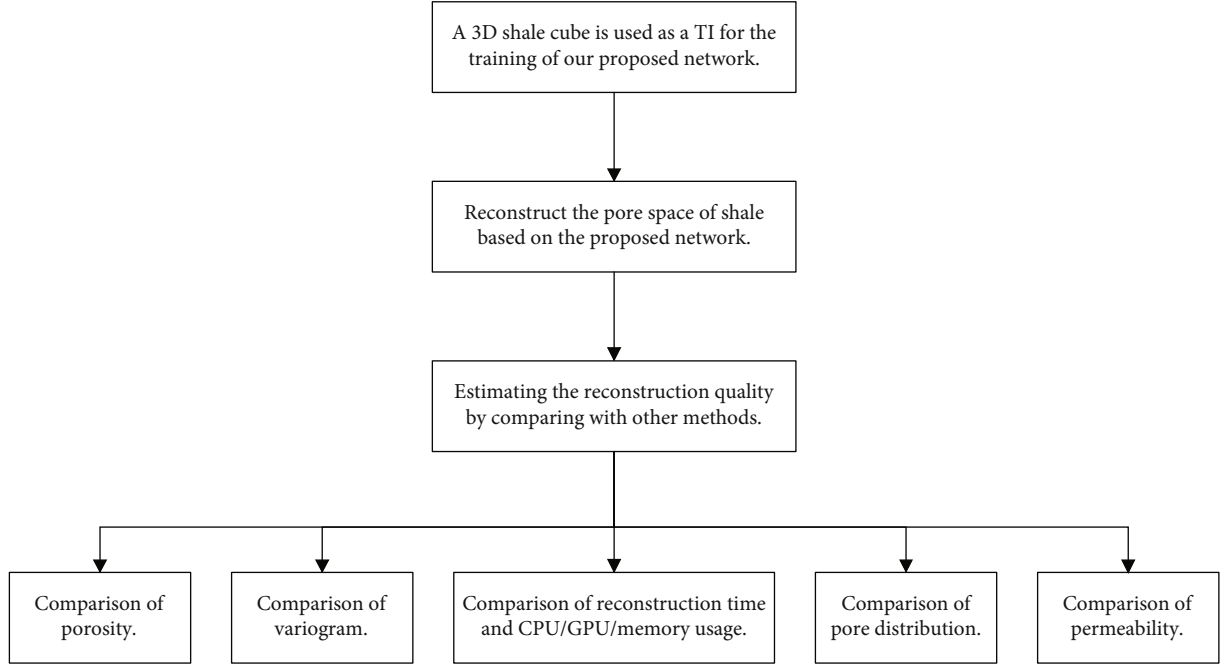 A 3D shale cube is used as a TI for the
training of our proposed network.
Reconstruct the pore space of shale
based on the proposed network.
Estimating the reconstruction quality
by comparing with other methods.
Comparison of
porosity.
Comparison of
variogram.
Comparison of reconstruction time
and CPU/GPU/memory usage.
Comparison of
pore distribution.
Comparison of
permeability.